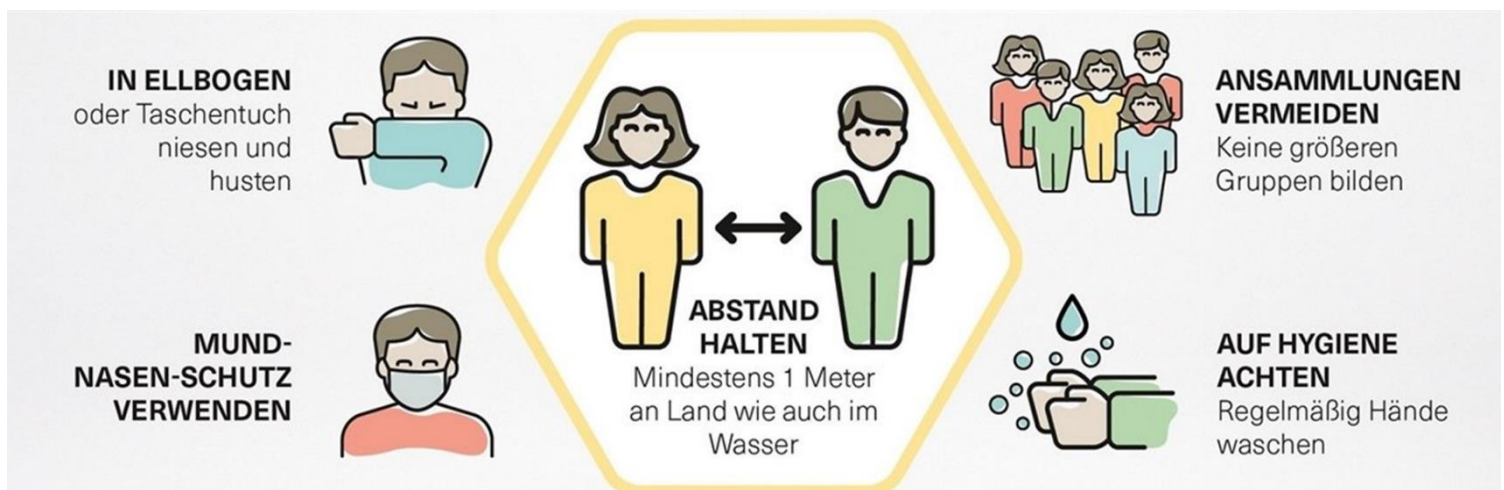 IN ELLBOGEN
oder Taschentuch
niesen und
husten
MUND-
NASEN-SCHUTZ
VERWENDEN
ABSTAND
HALTEN
Mindestens 1 Meter
an Land wie auch im
Wasser
ANSAMMLUNGEN
VERMEIDEN
Keine größeren
Gruppen bilden
AUF HYGIENE
ACHTEN
Regelmäßig Hände
waschen